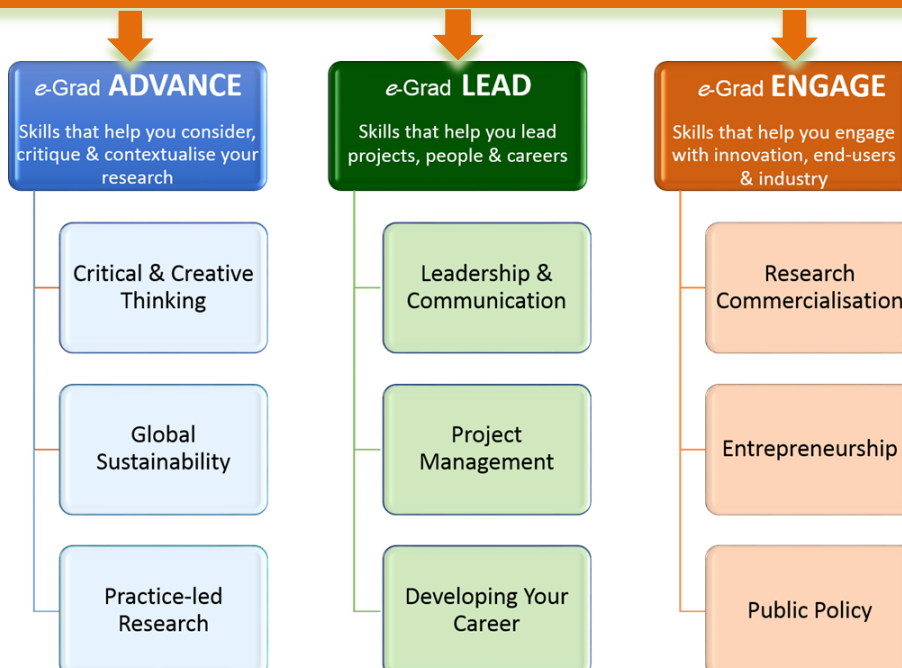 e-Grad ADVANCE
Skills that help you consider,
critique & contextualise your
research
Critical & Creative
Thinking
Global
Sustainability
Practice-led
Research
e-Grad LEAD
Skills that help you lead
projects, people & careers
Leadership &
Communication
Project
Management
Developing Your
Career
e-Grad ENGAGE
Skills that help you engage
with innovation, end-users
& industry
Research
Commercialisation
Entrepreneurship
Public Policy